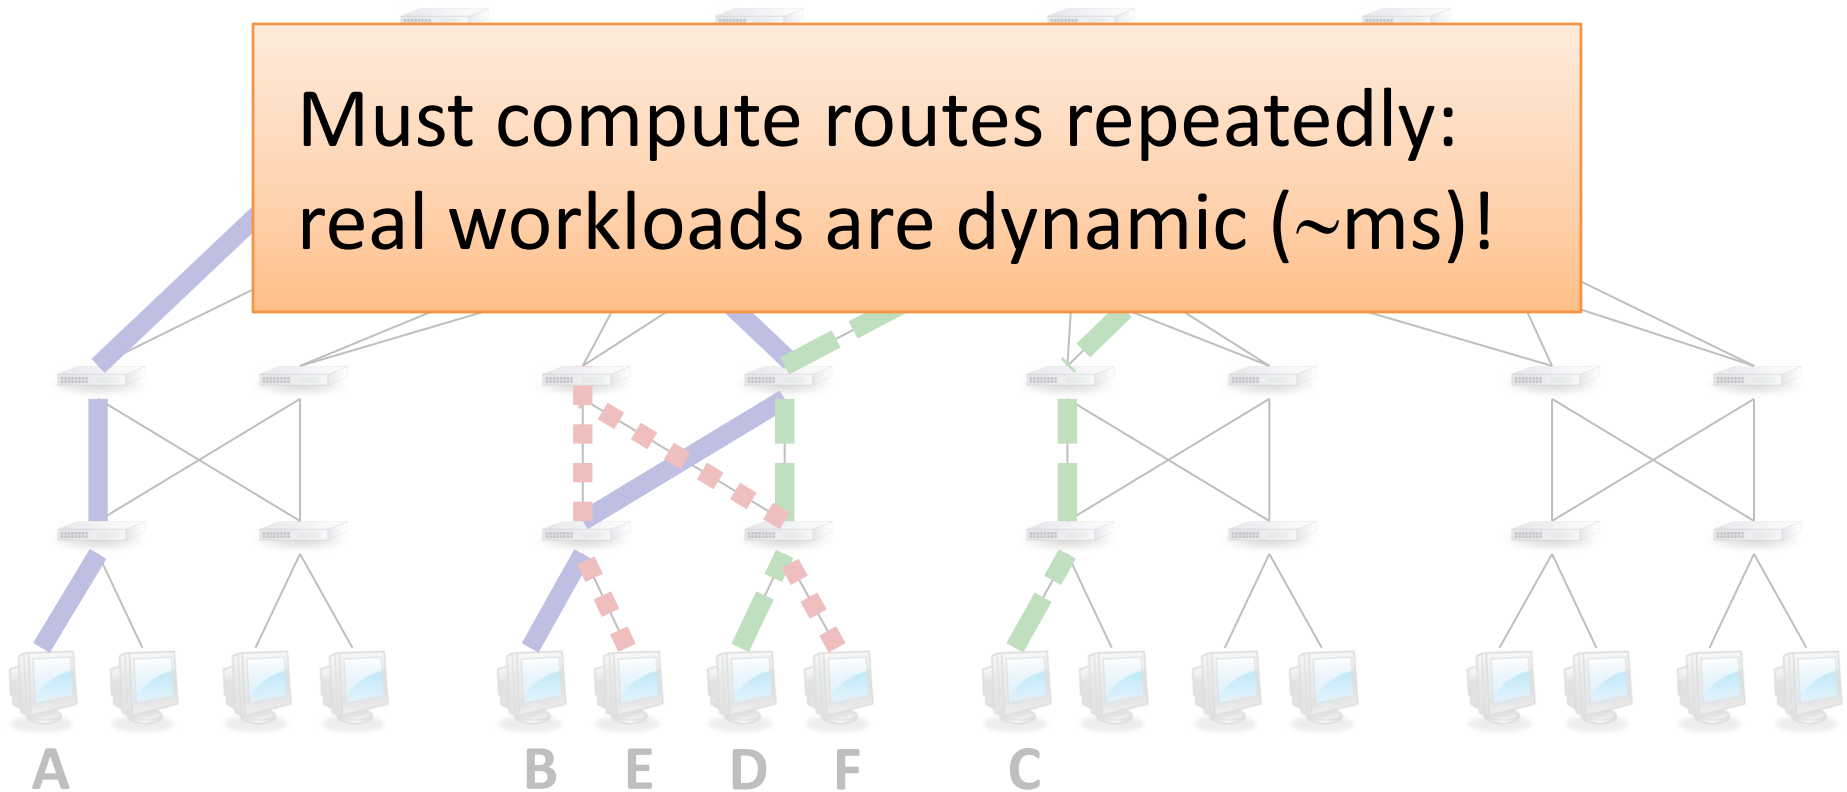 Must compute routes repeatedly:
real workloads are dynamic (~ms)!
A B E D F C